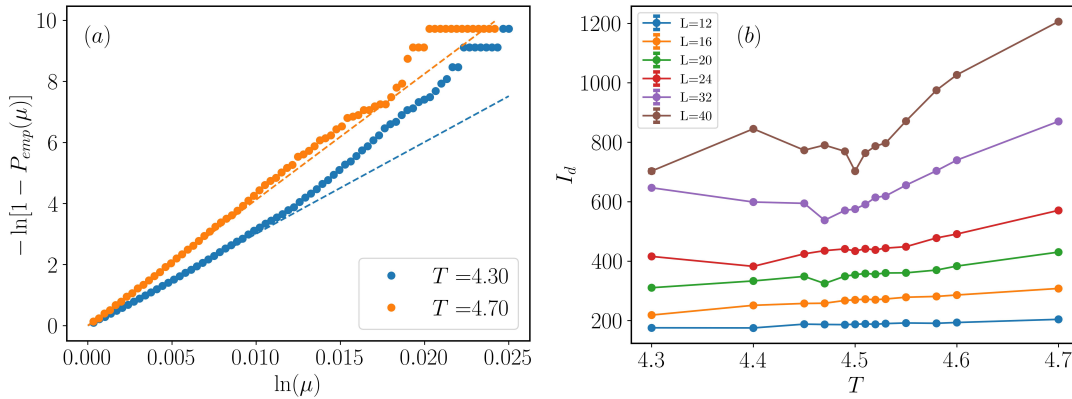 (a)
− ln[1 − P_emp(μ)]
10
8
6
4
2
0
T =4.30
T =4.70
0.000 0.005 0.010 0.015 0.020 0.025
ln(μ)
(b)
L=12
L=16
L=20
L=24
L=32
L=40
I_d
1200
1000
800
600
400
200
4.3 4.4 4.5 4.6 4.7
T